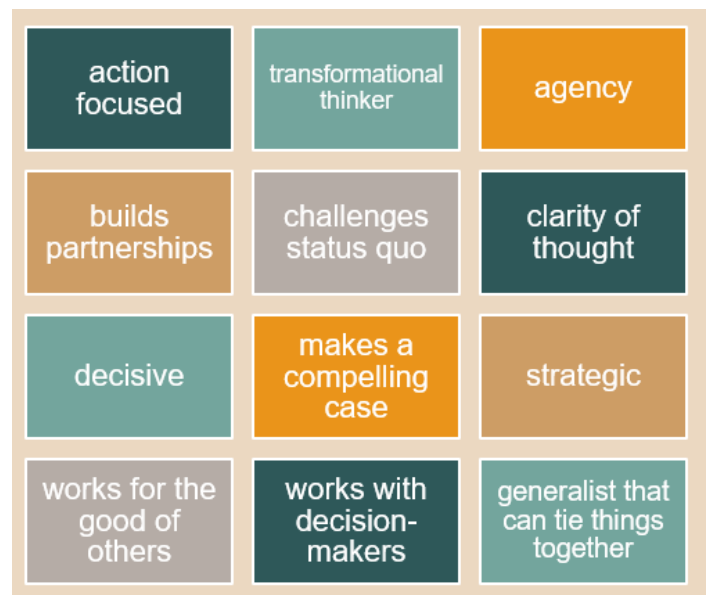 action
focused
transformational
thinker
agency
builds
partnerships
challenges
status quo
clarity of
thought
decisive
makes a
compelling
case
strategic
works for the
good of
others
works with
decision-
makers
generalist that
can tie things
together